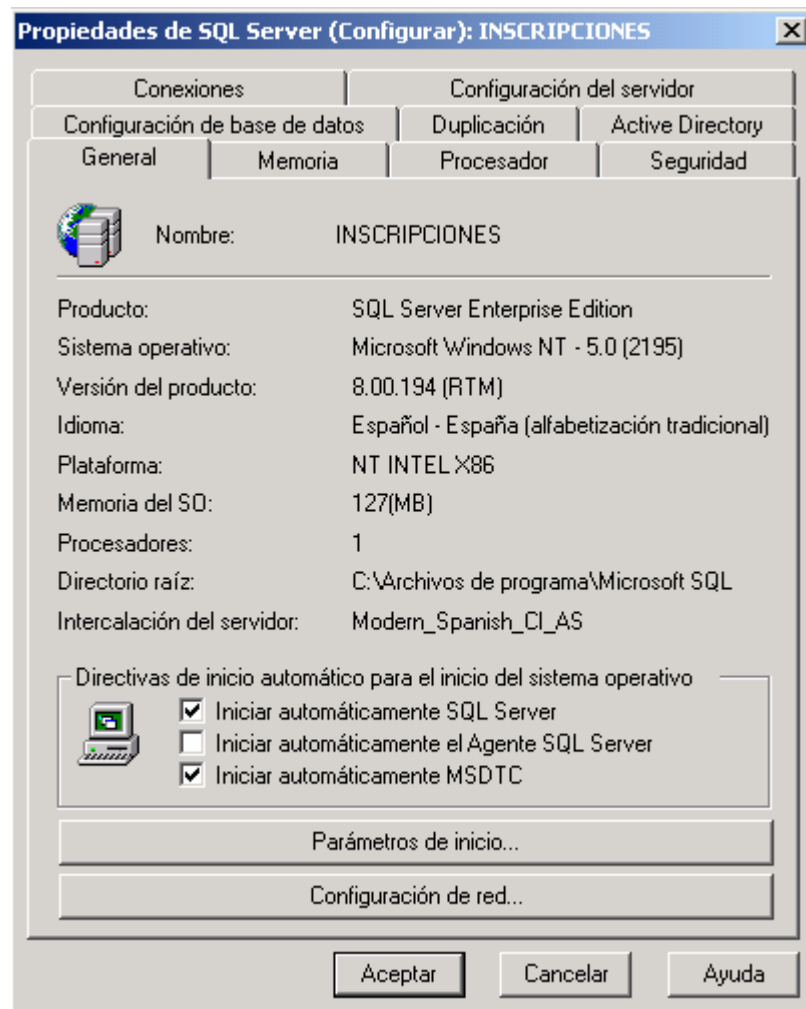 Propiedades de SQL Server (Configurar): INSCRIPCIONES
Conexiones Configuración del servidor
Configuración de base de datos Duplicación Active Directory
General Memoria Procesador Seguridad
Nombre: INSCRIPCIONES
Producto: SQL Server Enterprise Edition
Sistema operativo: Microsoft Windows NT - 5.0 (2195)
Versión del producto: 8.00.194 (RTM)
Idioma: Español - España (alfabetización tradicional)
Plataforma: NT INTEL X86
Memoria del SO: 127(MB)
Procesadores: 1
Directorio raíz: C:\Archivos de programa\Microsoft SQL
Intercalación del servidor: Modern_Spanish_CI_AS
Directivas de inicio automático para el inicio del sistema operativo
Iniciar automáticamente SQL Server
Iniciar automáticamente el Agente SQL Server
Iniciar automáticamente MSDTC
Parámetros de inicio...
Configuración de red...
Aceptar Cancelar Ayuda